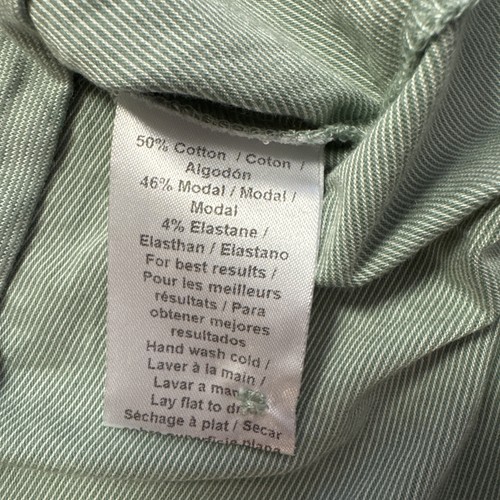 50% Cotton / Coton /
Algodón
46% Modal / Modal /
Modal
4% Elastane /
Elasthan / Elastano
For best results /
Pour les meilleurs
résultats / Para
obtener mejores
resultados
Hand wash cold /
Laver à la main /
Lavar a
Lay flat to
Séchage à plat / Secar